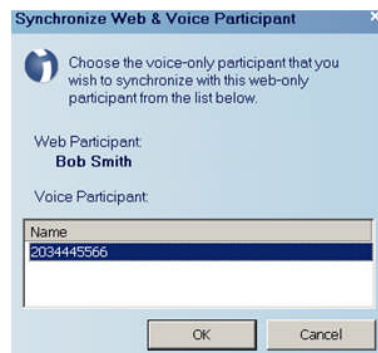 Synchronize Web & Voice Participant
Choose the voice-only participant that you
wish to synchronize with this web-only
participant from the list below.
Web Participant:
Bob Smith
Voice Participant:
Name
2034445566
OK Cancel